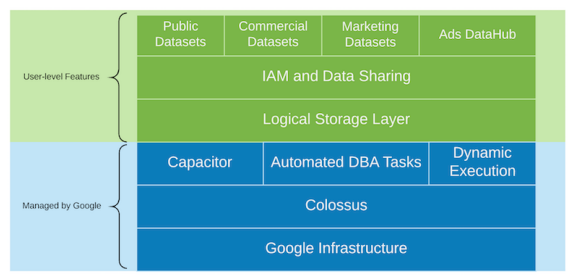 Public
Datasets
Commercial
Datasets
Marketing
Datasets
Ads DataHub
User-level Features
IAM and Data Sharing
Logical Storage Layer
Capacitor
Automated DBA Tasks
Dynamic
Execution
Managed by Google
Colossus
Google Infrastructure